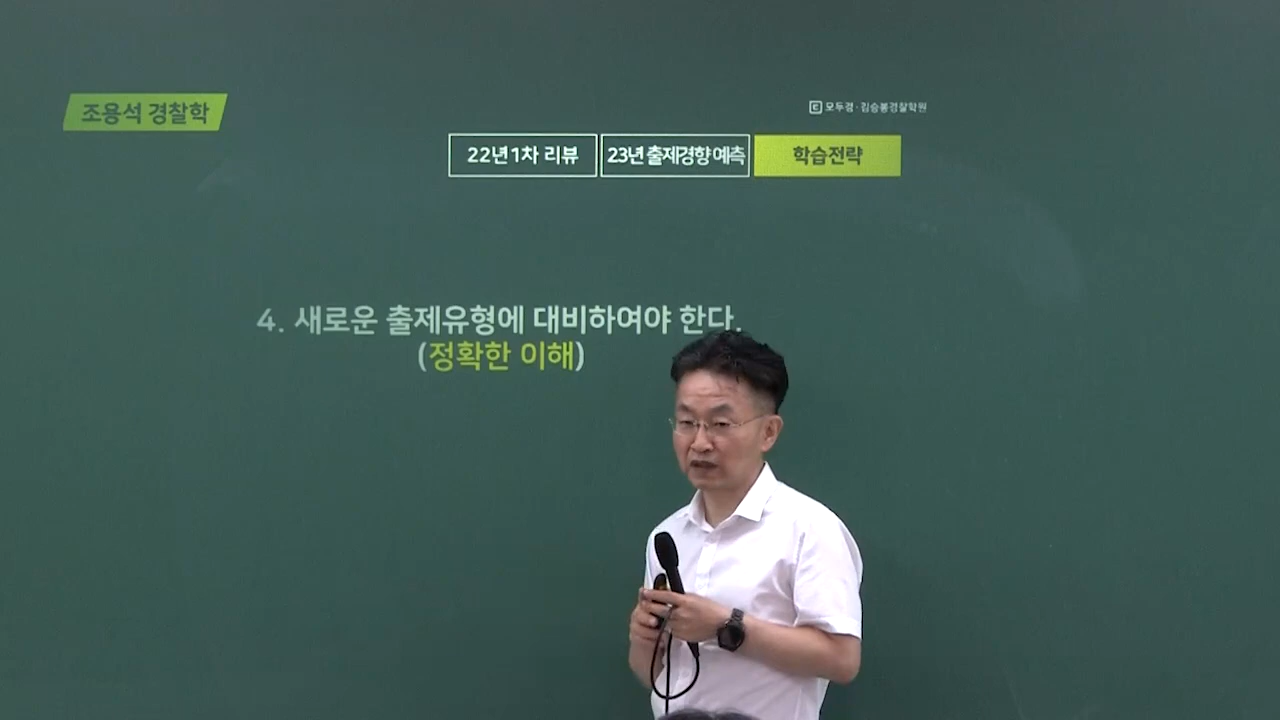 조용석 경찰학
모두경·김승봉경찰학원
22년 1차 리뷰
23년 출제경향 예측
학습전략
4. 새로운 출제유형에 대비하여야 한다.
(정확한 이해)